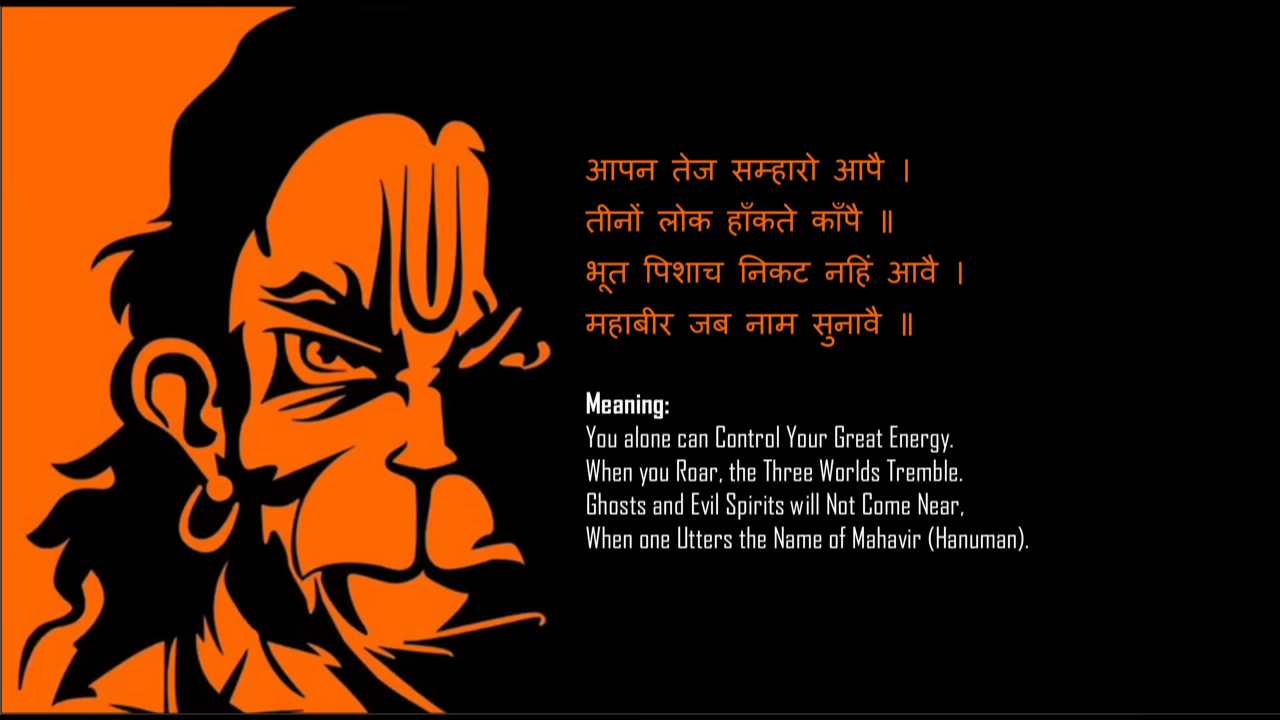 आपन तेज सम्हारो आपै ।
तीनों लोक हाँकते काँपै ॥
भूत पिशाच निकट नहिं आवै ।
महाबीर जब नाम सुनावै ॥
Meaning:
You alone can Control Your Great Energy.
When you Roar, the Three Worlds Tremble.
Ghosts and Evil Spirits will Not Come Near,
When one Utters the Name of Mahavir (Hanuman).